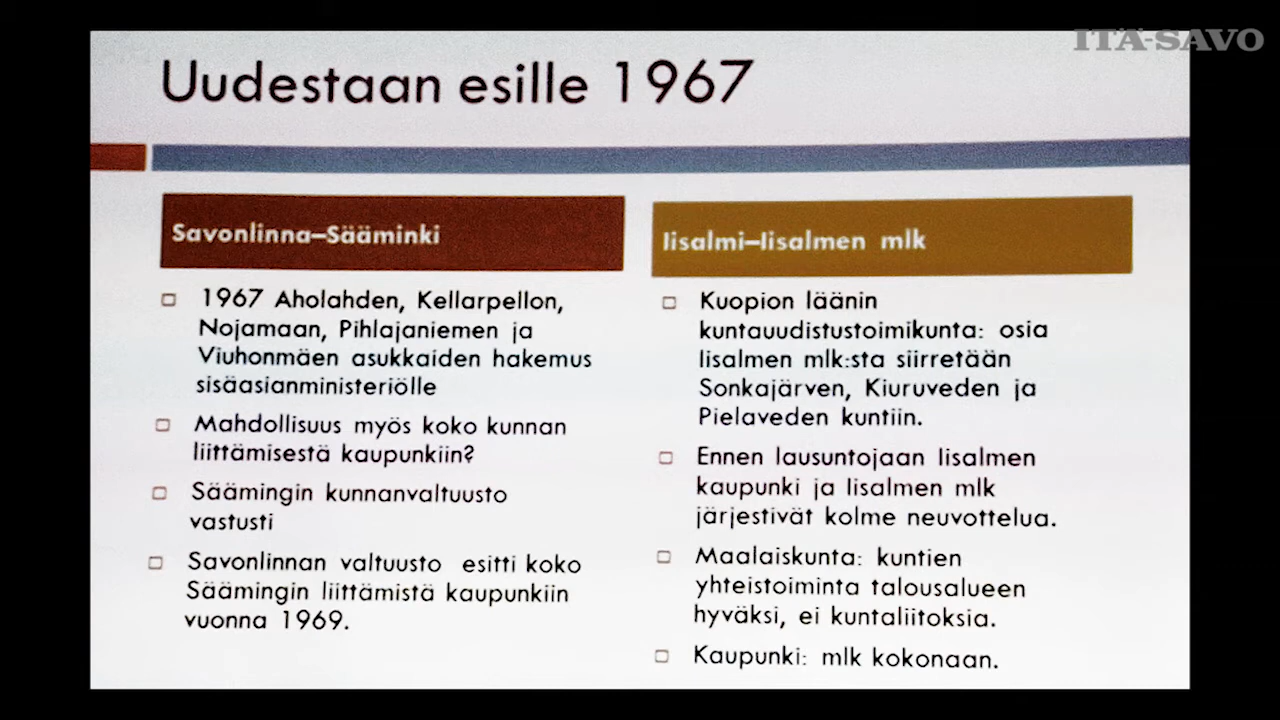 ITÄ-SAVO
Uudestaan esille 1967
Savonlinna–Sääminki
1967 Aholahden, Kellarpellon,
Nojamaan, Pihlajaniemen ja
Viuhonmäen asukkaiden hakemus
sisäasianministeriölle
Mahdollisuus myös koko kunnan
liittämisestä kaupunkiin?
Säämingin kunnanvaltuusto
vastusti
Savonlinnan valtuusto esitti koko
Säämingin liittämistä kaupunkiin
vuonna 1969.
Iisalmi–Iisalmen mlk
Kuopion läänin
kuntauudistustoimikunta: osia
Iisalmen mlk:sta siirretään
Sonkajärven, Kiuruveden ja
Pielaveden kuntiin.
Ennen lausuntojaan Iisalmen
kaupunki ja Iisalmen mlk
järjestivät kolme neuvottelua.
Maalaiskunta: kuntien
yhteistoiminta talousalueen
hyväksi, ei kuntaliitoksia.
Kaupunki: mlk kokonaan.